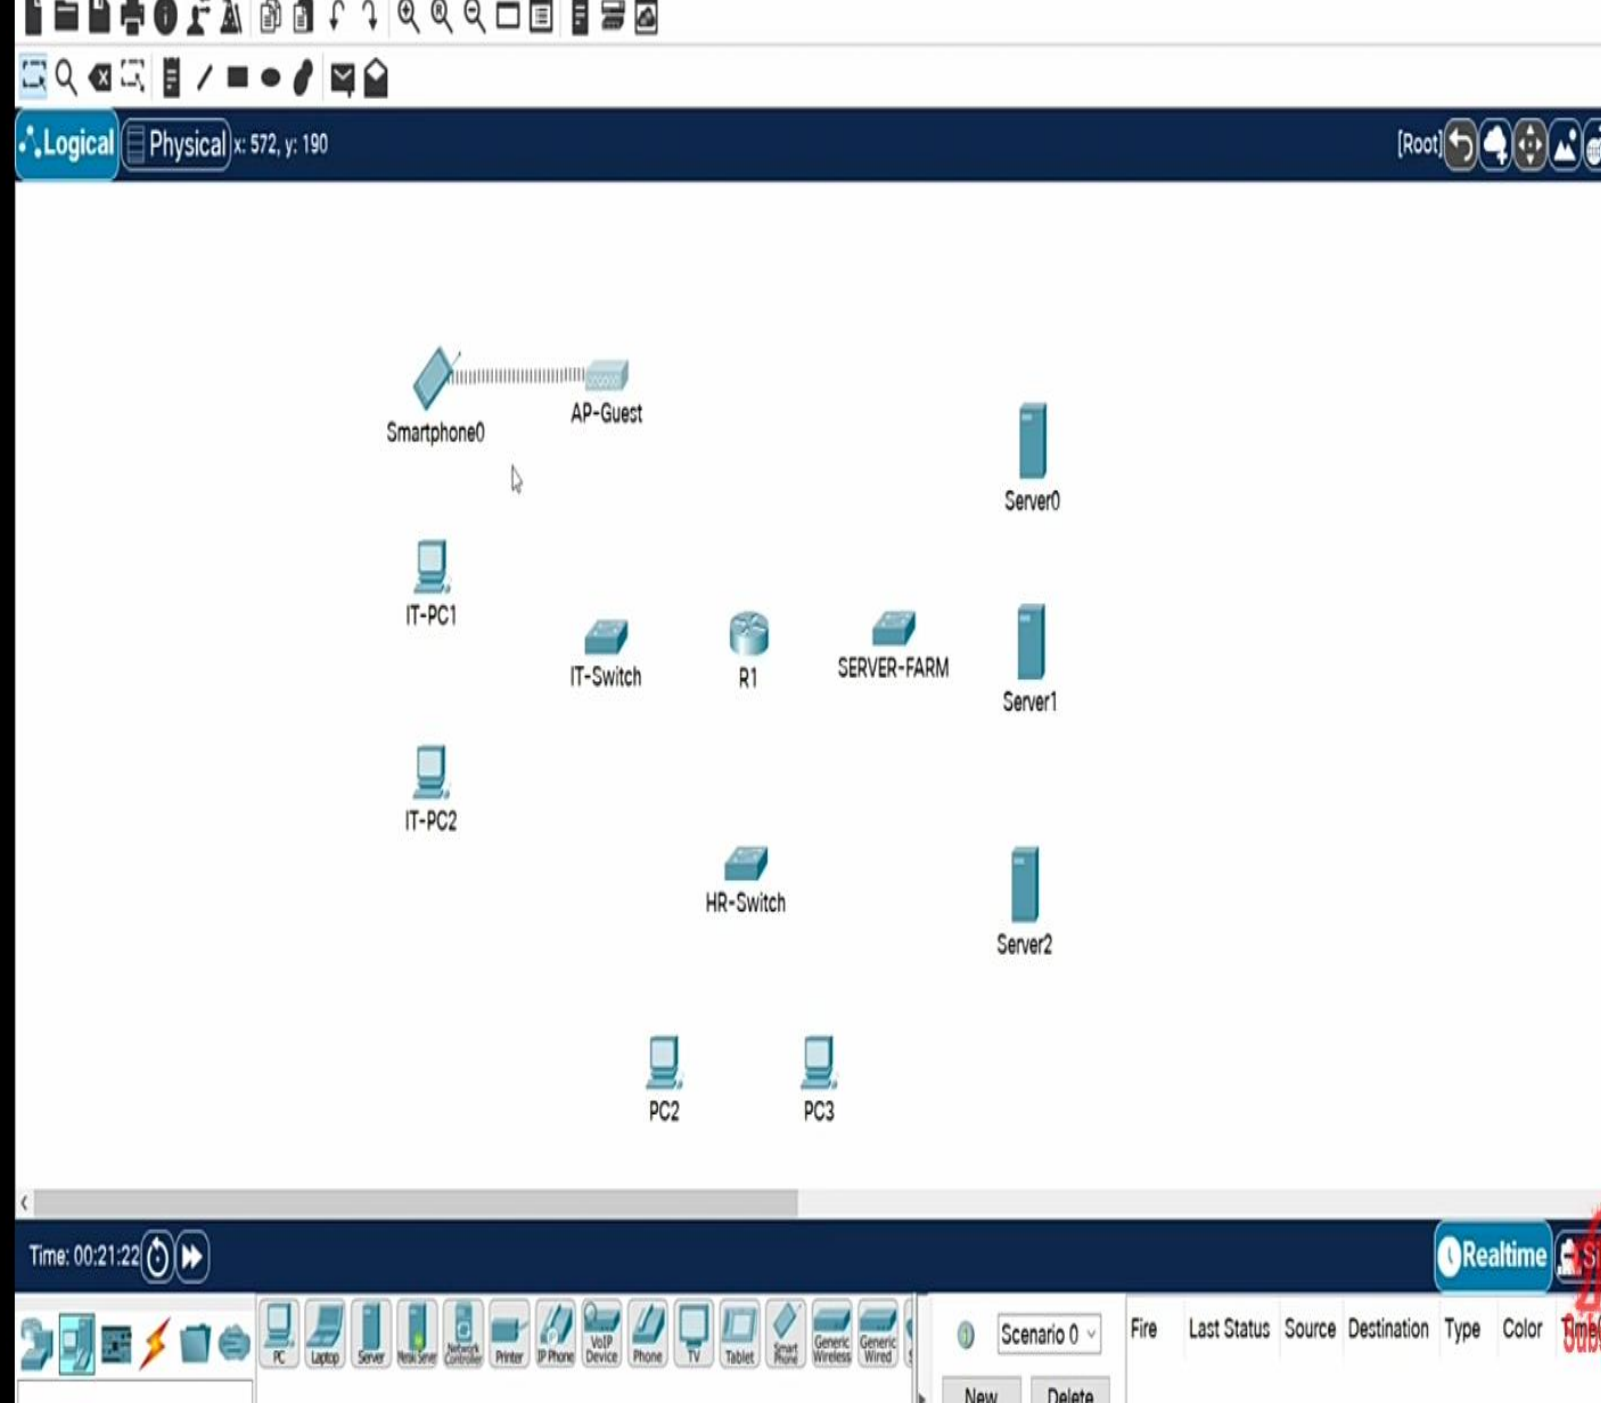 Logical Physical x: 572, y: 190 [Root]
Smartphone0
AP-Guest
Server0
IT-PC1
IT-Switch
R1
SERVER-FARM
Server1
IT-PC2
HR-Switch
Server2
PC2
PC3
Time: 00:21:22
Realtime
PC Laptop Server Printer IP Phone VoIP Device Phone TV Tablet Smart Phone Generic Wireless Generic Wired
Network Controller
Scenario 0
Fire Last Status Source Destination Type Color
New Delete